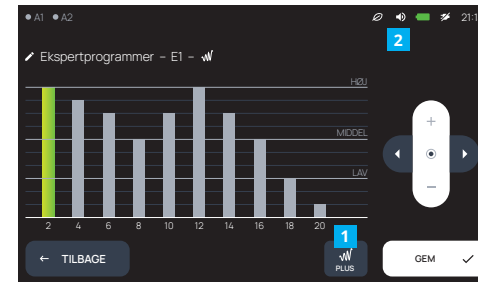 A1 A2 21:1
2
Ekspertprogrammer – E1 –
HØJ
MIDDEL
LAV
2 4 6 8 10 12 14 16 18 20
1
← TILBAGE PLUS GEM
+
−